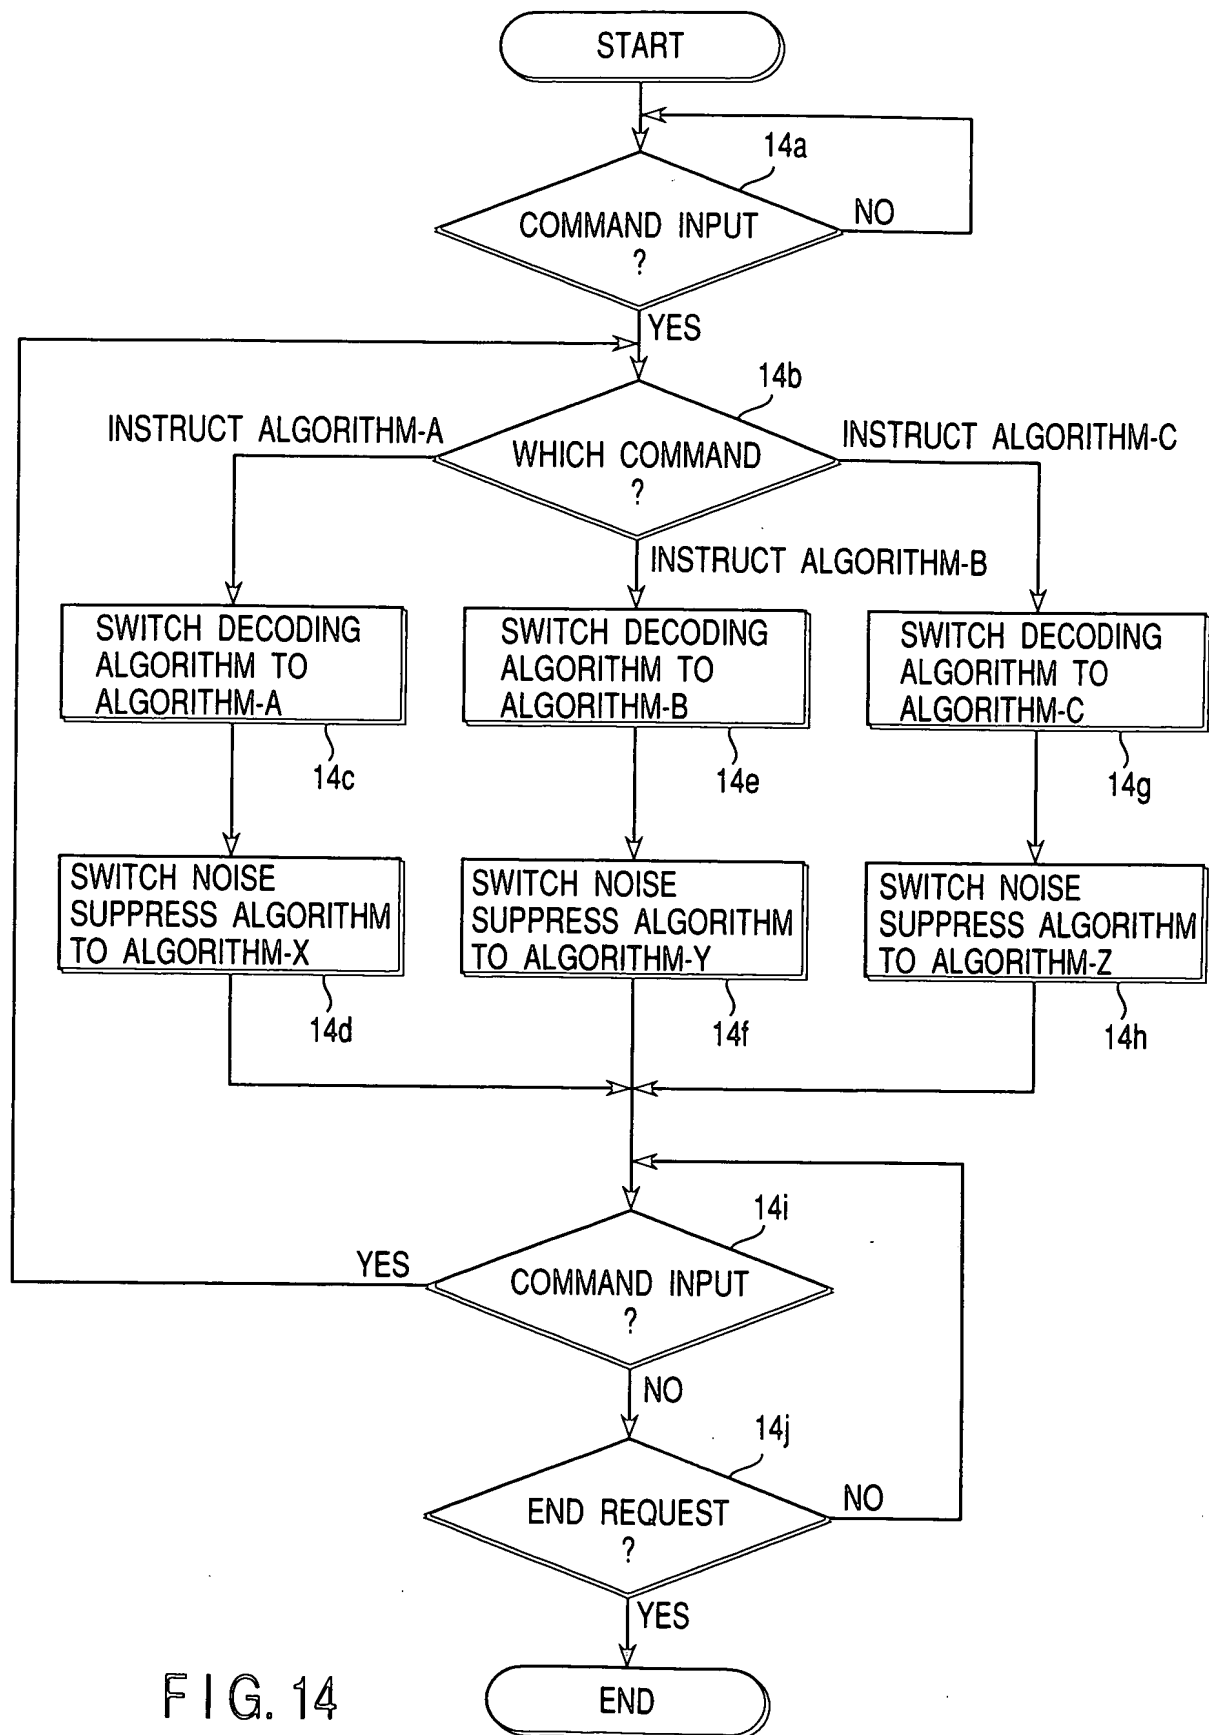 START
14a
COMMAND INPUT
?
NO
YES
14b
INSTRUCT ALGORITHM-A
WHICH COMMAND
?
INSTRUCT ALGORITHM-C
INSTRUCT ALGORITHM-B
SWITCH DECODING
ALGORITHM TO
ALGORITHM-A
14c
SWITCH DECODING
ALGORITHM TO
ALGORITHM-B
14e
SWITCH DECODING
ALGORITHM TO
ALGORITHM-C
14g
SWITCH NOISE
SUPPRESS ALGORITHM
TO ALGORITHM-X
14d
SWITCH NOISE
SUPPRESS ALGORITHM
TO ALGORITHM-Y
14f
SWITCH NOISE
SUPPRESS ALGORITHM
TO ALGORITHM-Z
14h
14i
YES
COMMAND INPUT
?
NO
14j
END REQUEST
?
NO
YES
END
FIG. 14